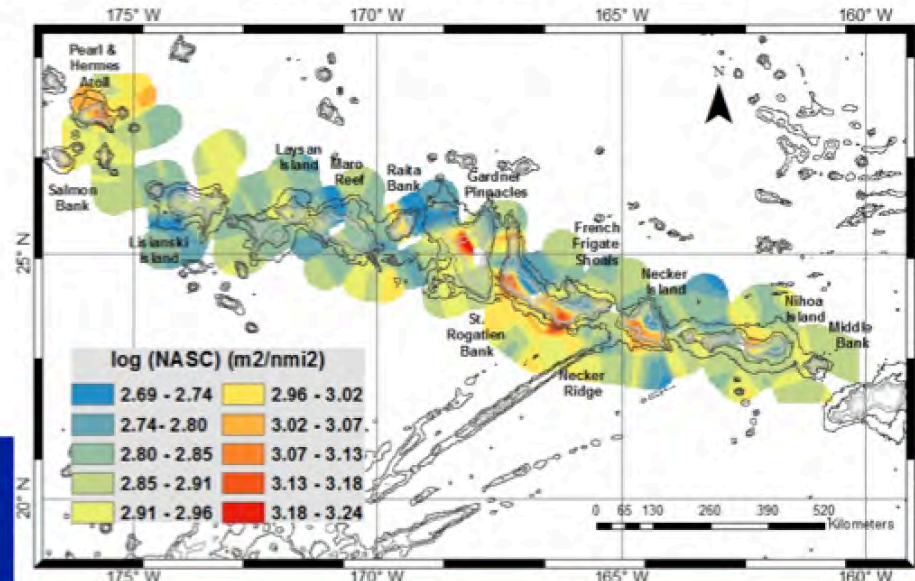 175° W 170° W 165° W 160° W
Pearl &
Hermes
Atoll
N
Laysan
Island
Maro
Reef
Raita
Bank
Gardner
Pinnacles
Salmon
Bank
French
Frigate
Shoals
Lisianski
Island
25° N
25° N
Necker
Island
Nihoa
Island
Middle
Bank
St.
Rogatien
Bank
Necker
Ridge
log (NASC) (m2/nmi2)
2.69 - 2.74 2.96 - 3.02
2.74- 2.80 3.02 - 3.07
2.80 - 2.85 3.07 - 3.13
2.85 - 2.91 3.13 - 3.18
2.91 - 2.96 3.18 - 3.24
20° N
0 65 130 260 390 520
Kilometers
175° W 170° W 165° W 160° W